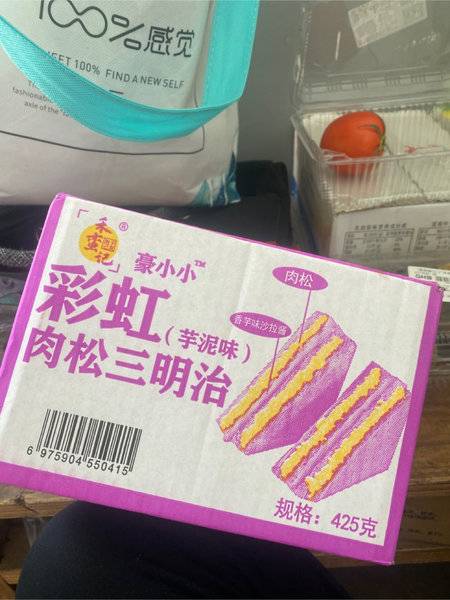 100%感觉
MEET 100% FIND A NEW SELF
禾蛮记®
豪小小™
彩虹(芋泥味)
肉松三明治
肉松
香芋味沙拉酱
6 975904 550415
规格：425克